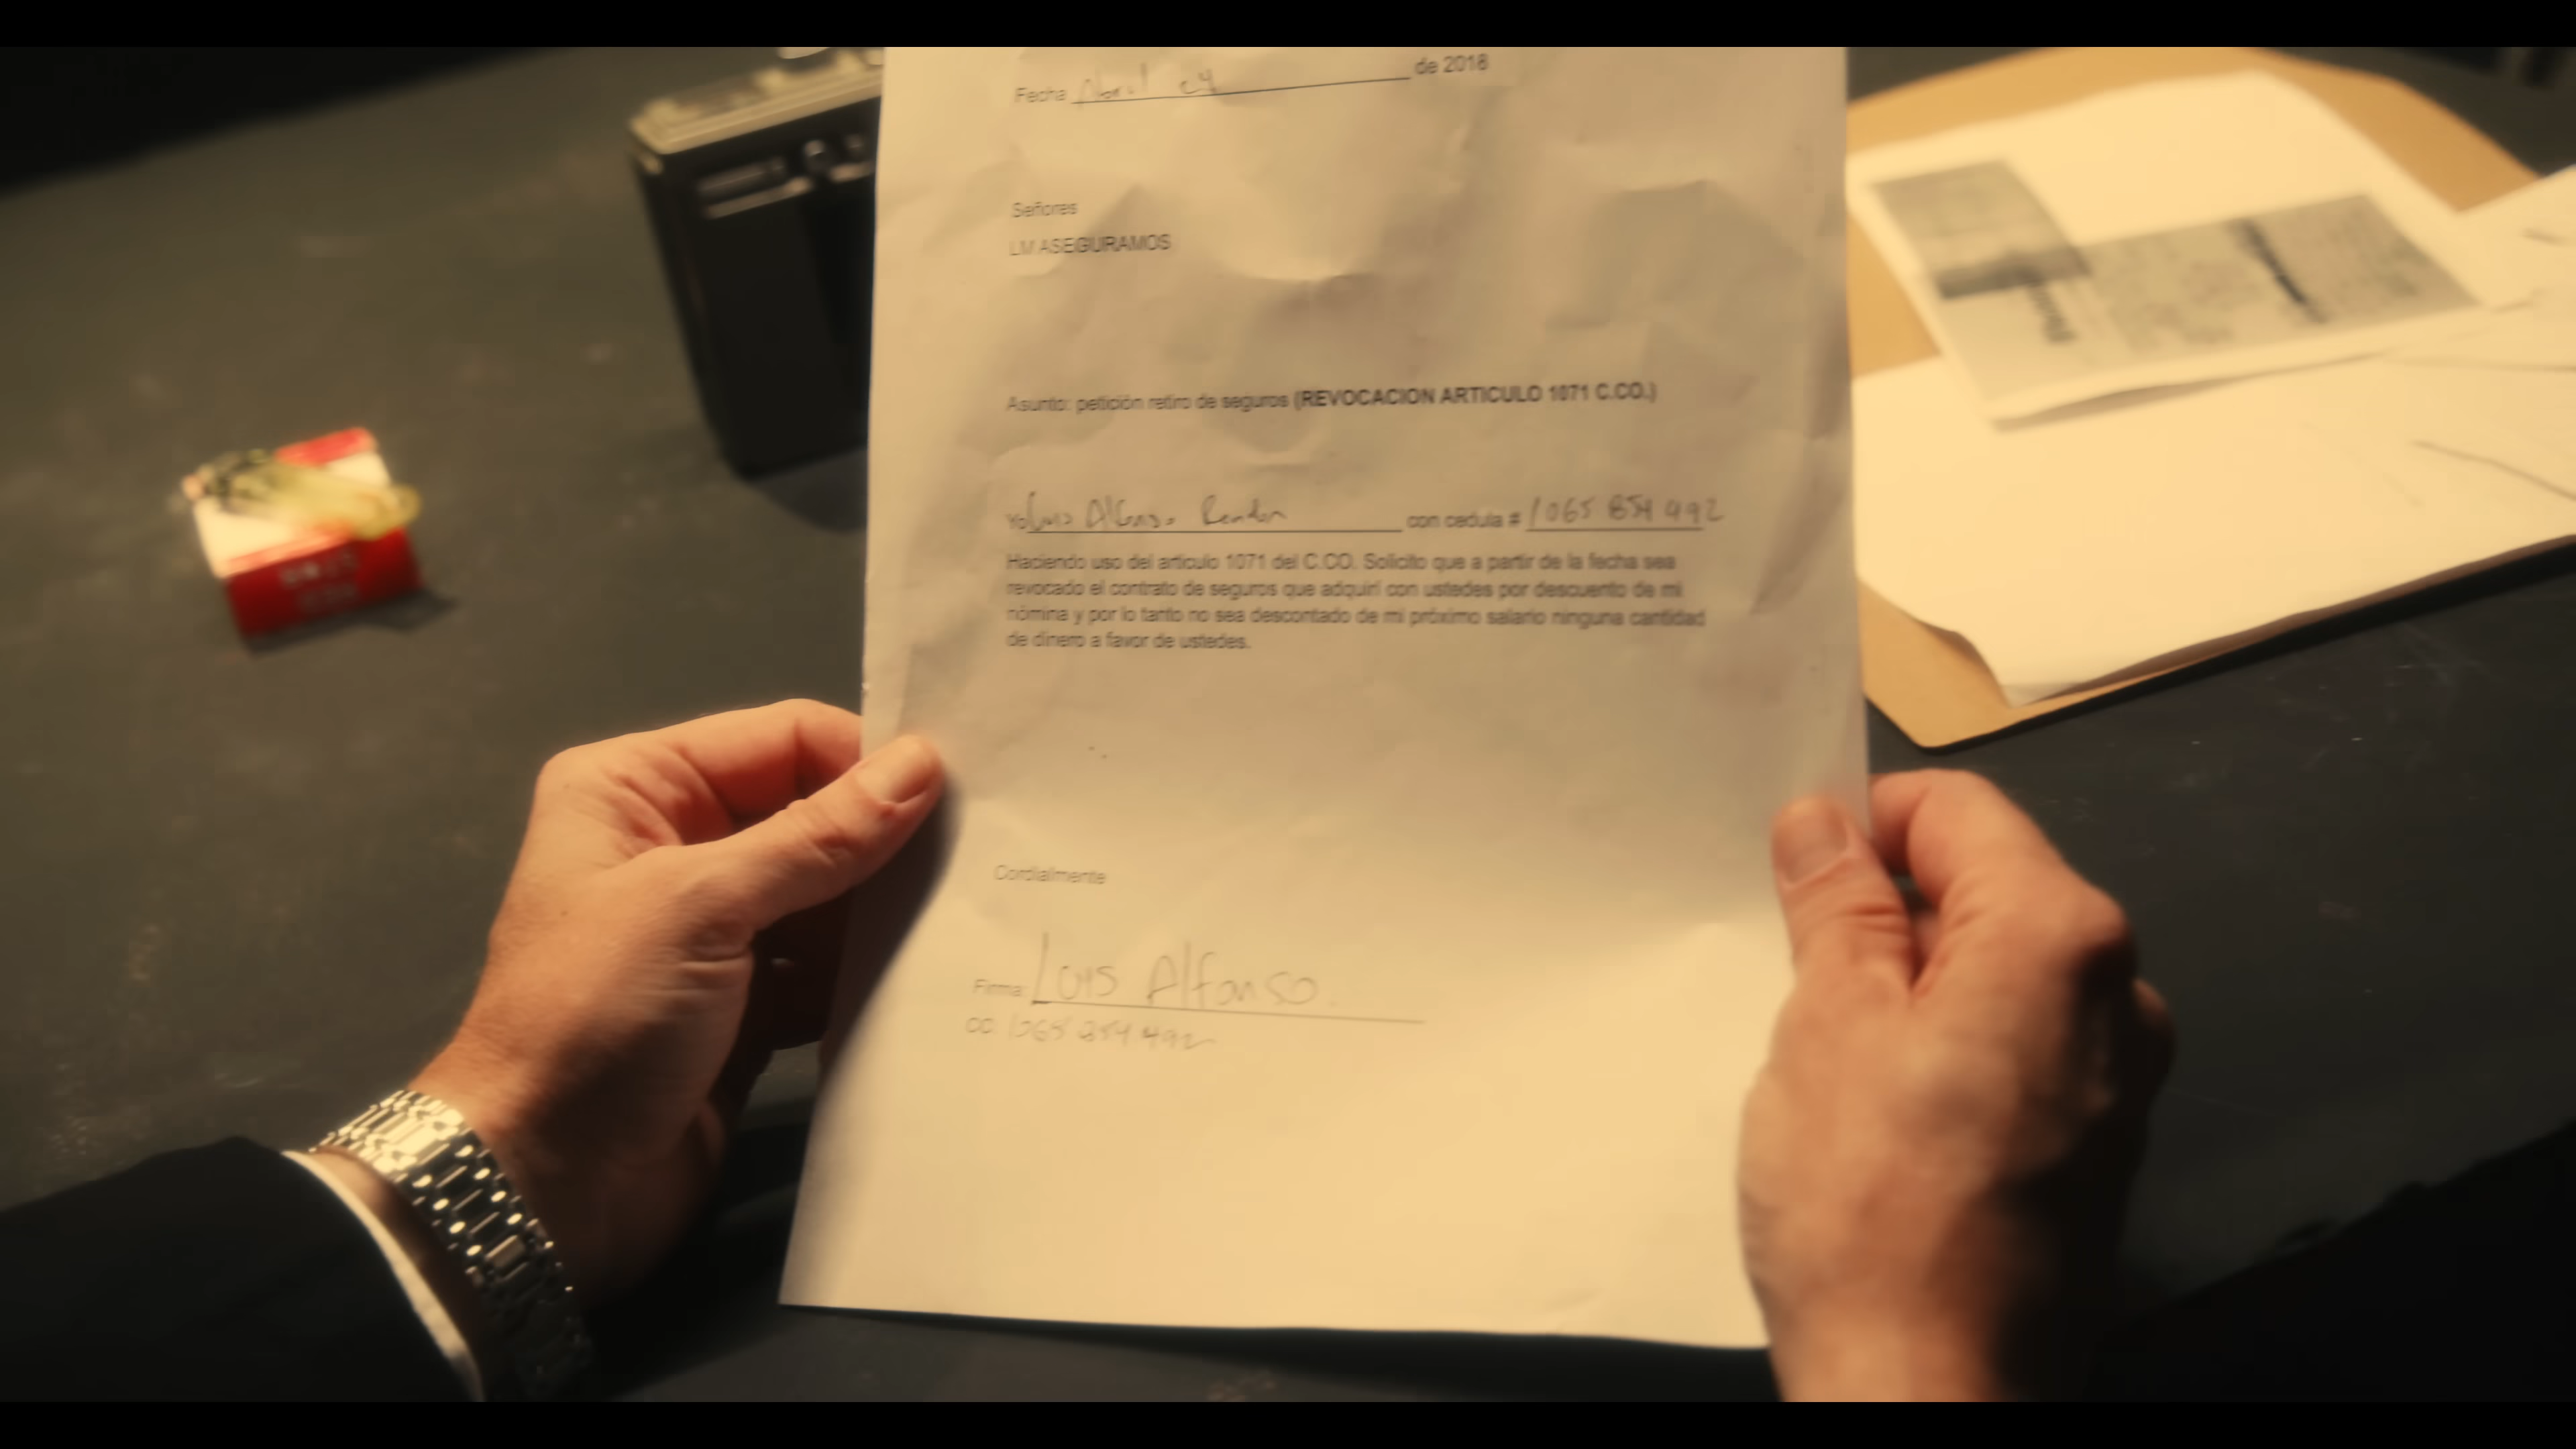 Fecha Abril 24 de 2018
Señores
LM ASEGURAMOS
Asunto: petición retiro de seguros (REVOCACION ARTICULO 1071 C.CO.)
Yo Luis Alfonso Rendon con cedula # 1065 854 492
Haciendo uso del articulo 1071 del C.CO. Solicito que a partir de la fecha sea
revocado el contrato de seguros que adquirí con ustedes por descuento de mi
nómina y por lo tanto no sea descontado de mi próximo salario ninguna cantidad
de dinero a favor de ustedes.
Cordialmente
Firma: Luis Alfonso.
CC 1065 854 492